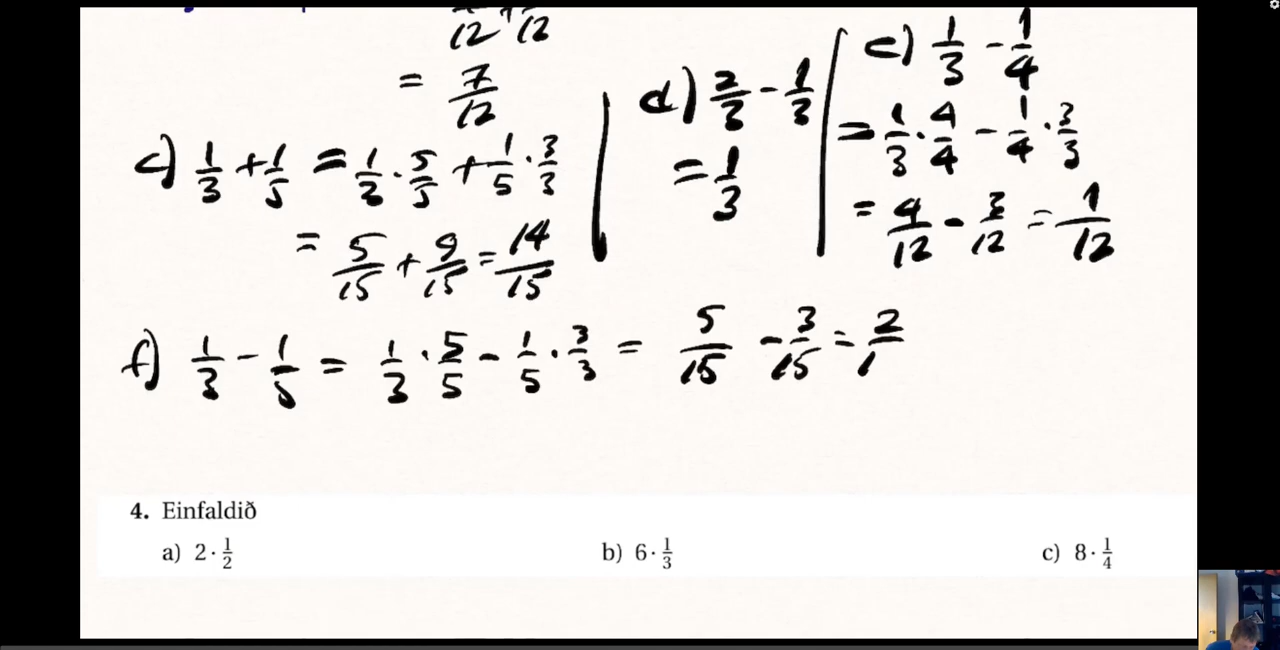 12 12
= 7/12
c) 1/3 + 1/5 = 1/3 · 5/5 + 1/5 · 3/3
= 5/15 + 9/15 = 14/15
d) 2/3 - 1/3
= 1/3
e) 1/3 - 1/4
= 1/3 · 4/4 - 1/4 · 3/3
= 4/12 - 3/12 = 1/12
f) 1/3 - 1/5 = 1/3 · 5/5 - 1/5 · 3/3 = 5/15 - 3/15 = 2/1
4. Einfaldið
a) 2 · 1/2 b) 6 · 1/3 c) 8 · 1/4